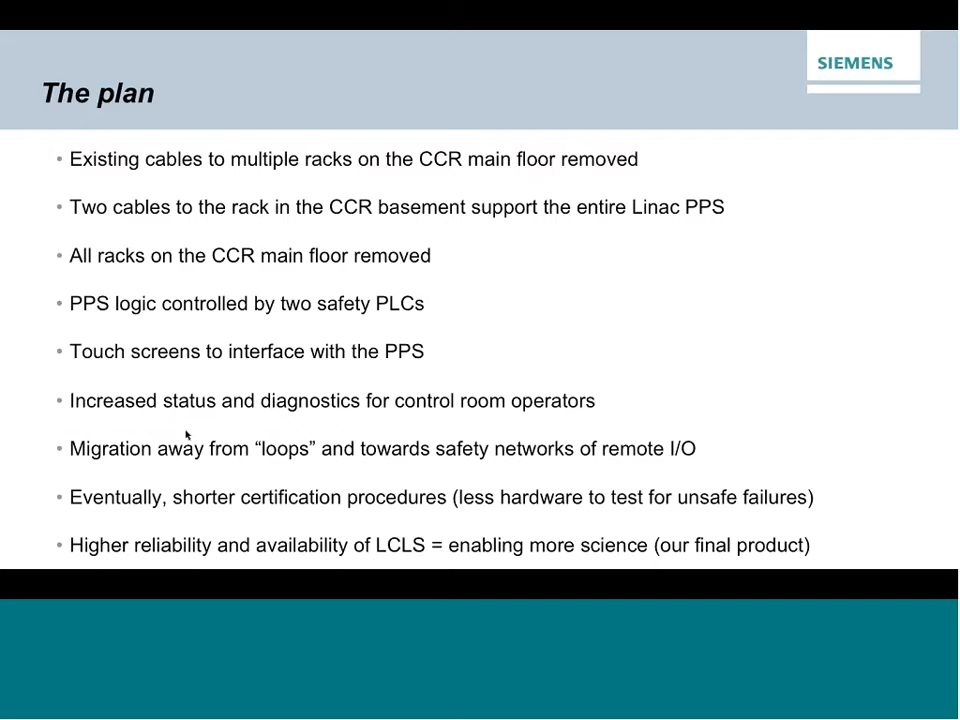 SIEMENS
The plan
• Existing cables to multiple racks on the CCR main floor removed
• Two cables to the rack in the CCR basement support the entire Linac PPS
• All racks on the CCR main floor removed
• PPS logic controlled by two safety PLCs
• Touch screens to interface with the PPS
• Increased status and diagnostics for control room operators
• Migration away from “loops” and towards safety networks of remote I/O
• Eventually, shorter certification procedures (less hardware to test for unsafe failures)
• Higher reliability and availability of LCLS = enabling more science (our final product)